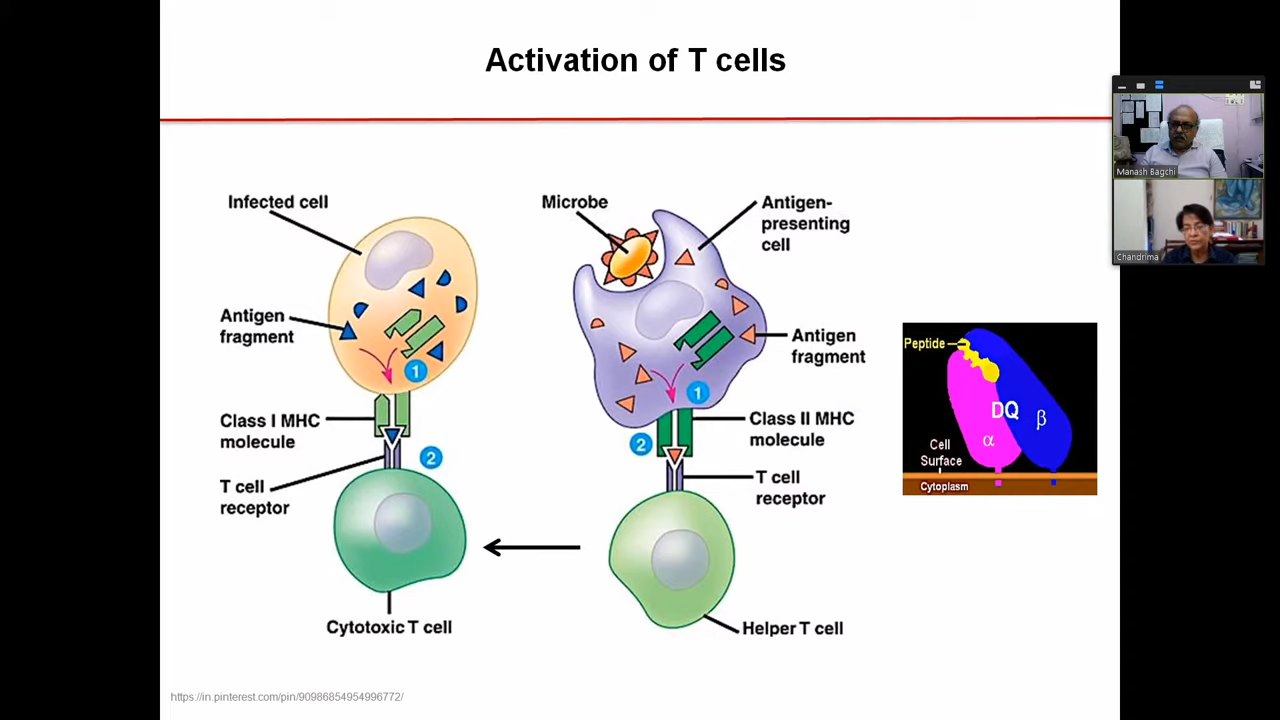 Activation of T cells
Manash Bagchi
Chandrima
Infected cell
Antigen
fragment
1
Class I MHC
molecule
2
T cell
receptor
Cytotoxic T cell
Microbe
Antigen-
presenting
cell
Antigen
fragment
1
2
Class II MHC
molecule
T cell
receptor
Helper T cell
Peptide
DQ
α
β
Cell
Surface
Cytoplasm
https://in.pinterest.com/pin/90986854954996772/